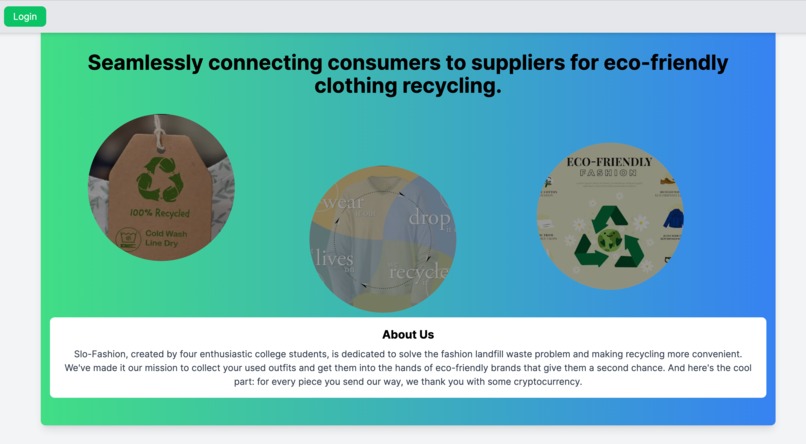 Login
Seamlessly connecting consumers to suppliers for eco-friendly
clothing recycling.
100% Recycled
Cold Wash
Line Dry
wear
drop
lives
recycle
ECO-FRIENDLY
FASHION
About Us
Slo-Fashion, created by four enthusiastic college students, is dedicated to solve the fashion landfill waste problem and making recycling more convenient.
We've made it our mission to collect your used outfits and get them into the hands of eco-friendly brands that give them a second chance. And here's the cool
part: for every piece you send our way, we thank you with some cryptocurrency.